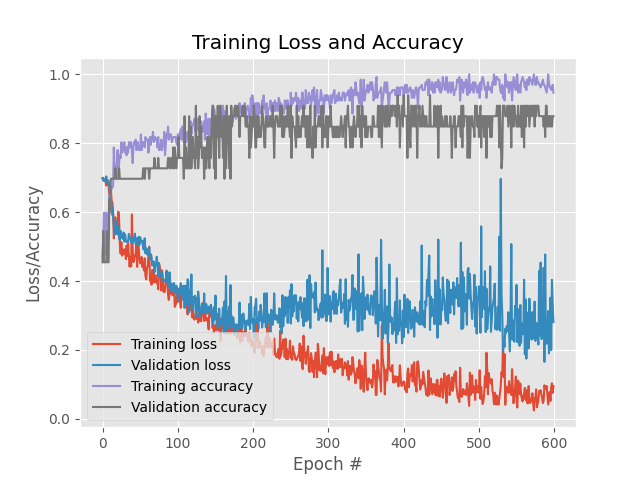 Training Loss and Accuracy
1.0
0.8
0.6
0.4
0.2
0.0
Loss/Accuracy
Training loss
Validation loss
Training accuracy
Validation accuracy
0 100 200 300 400 500 600
Epoch #